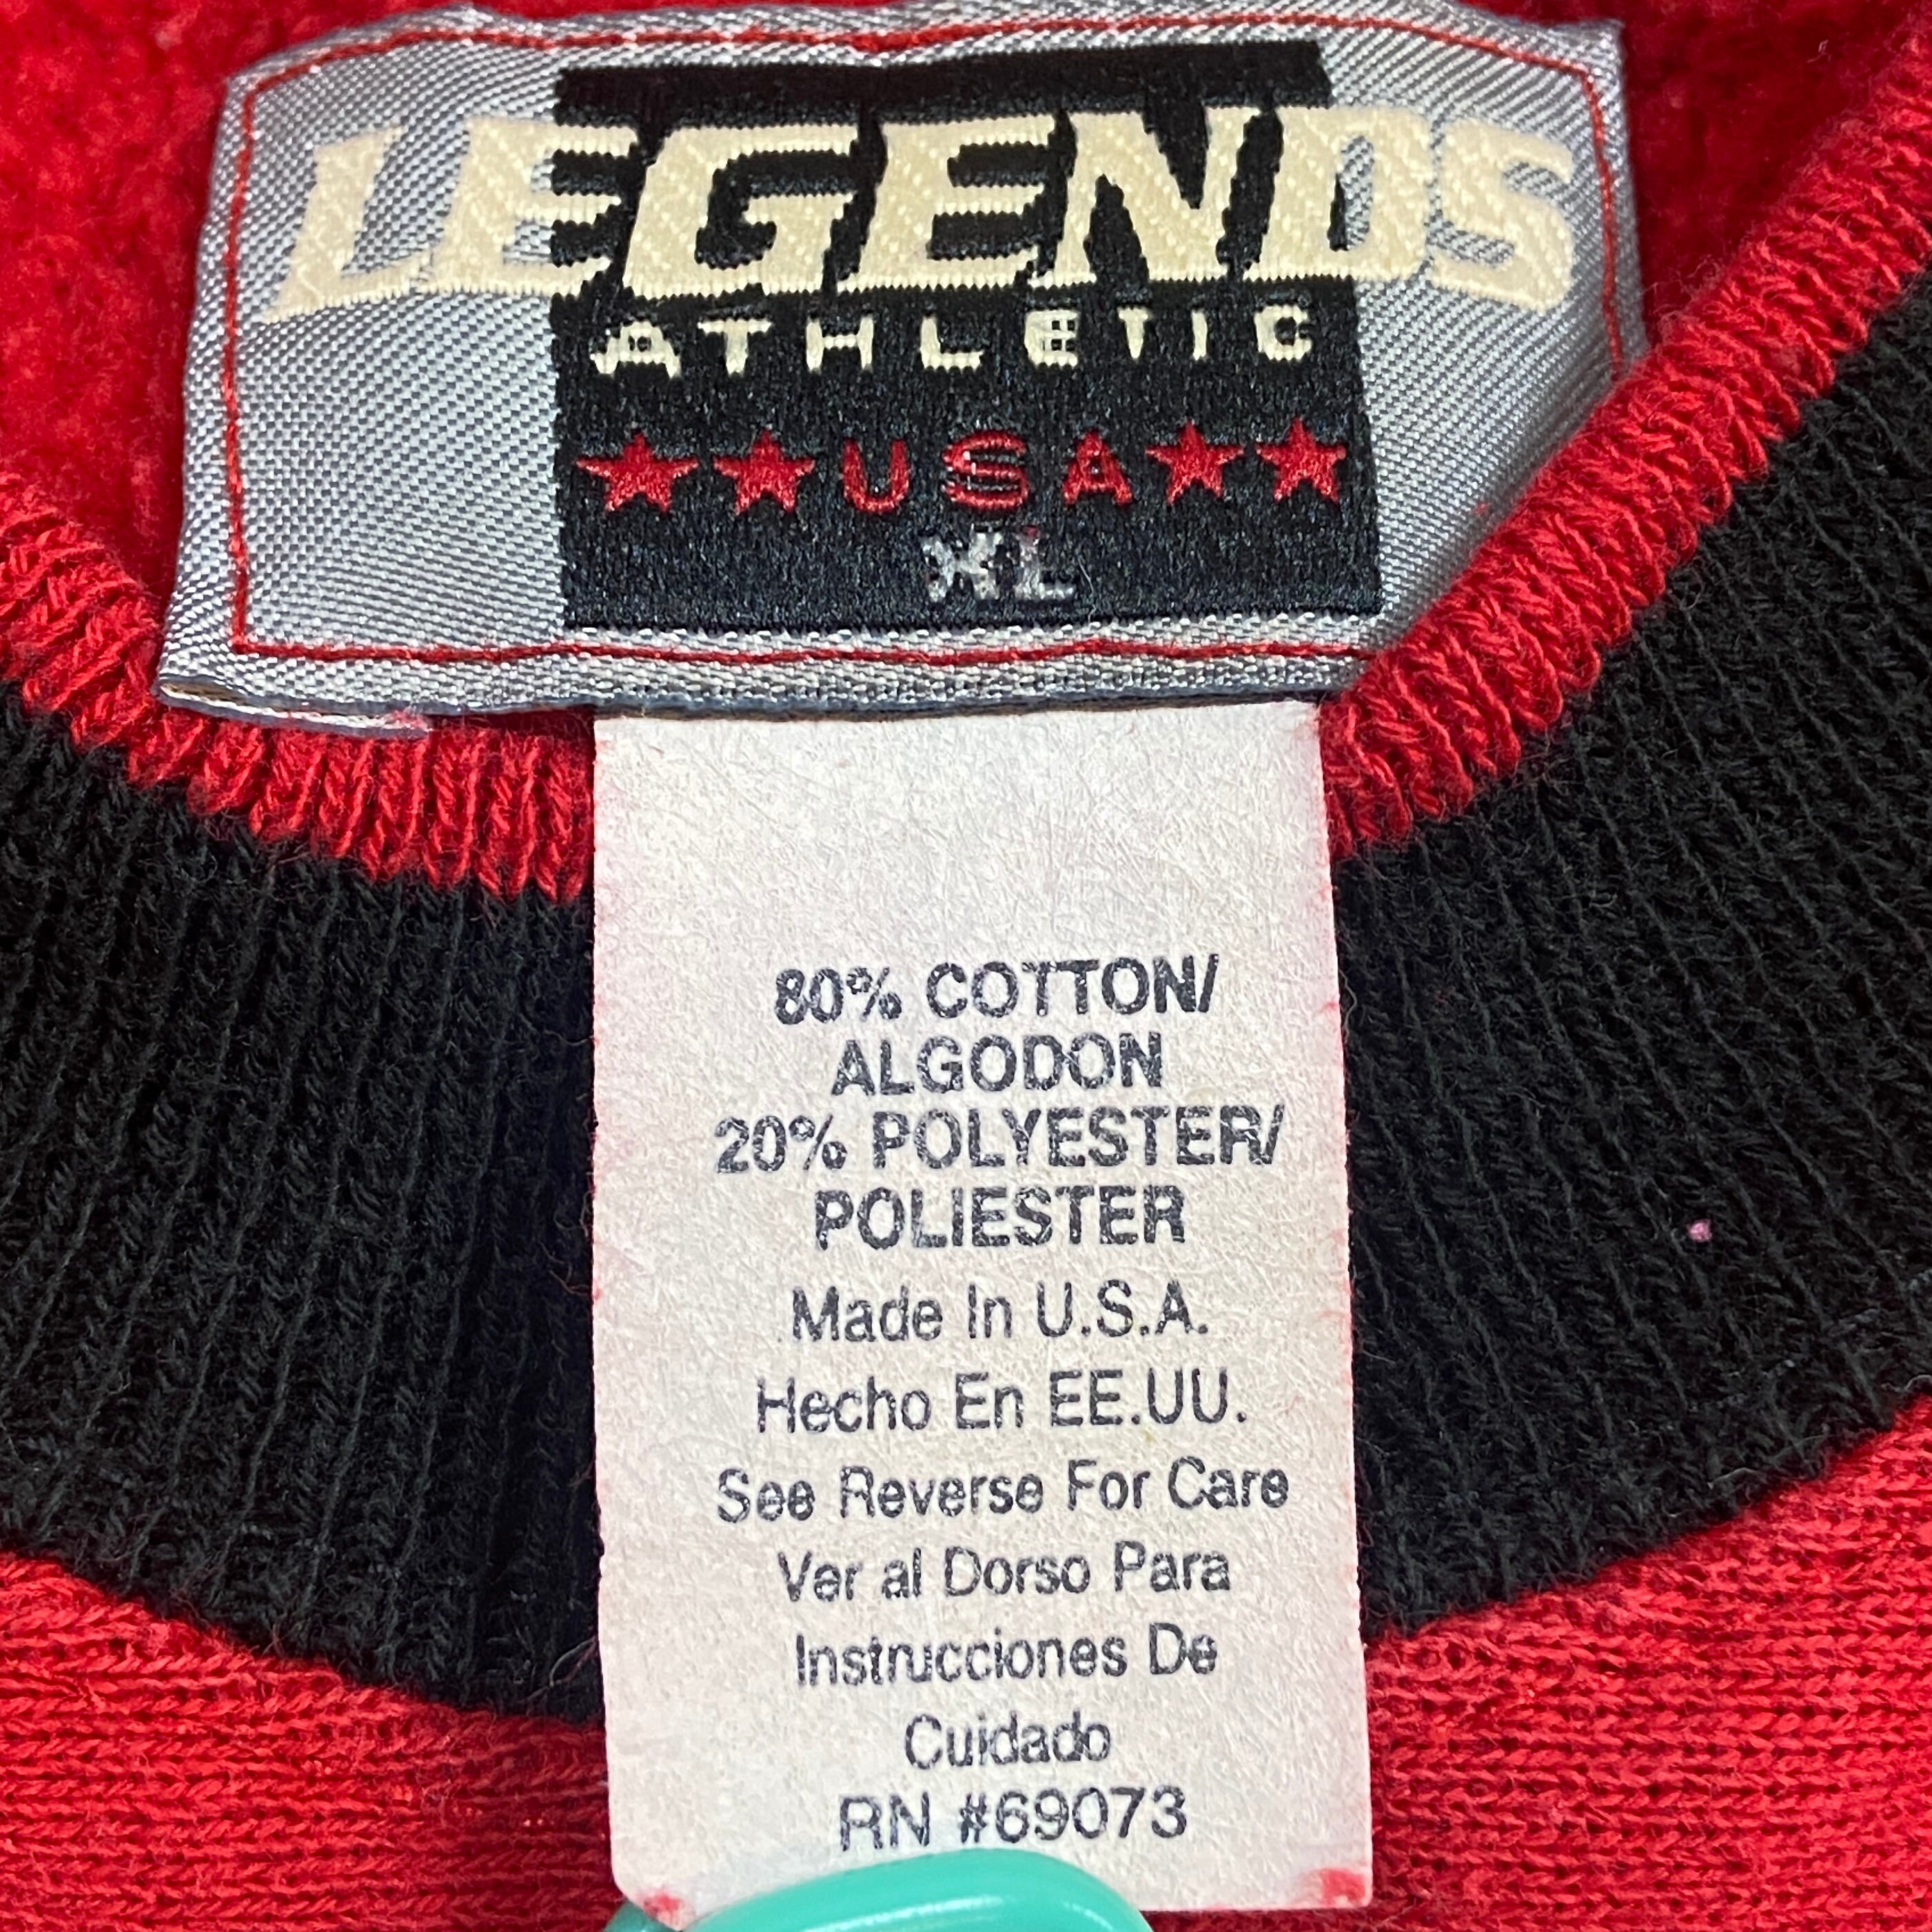 LEGENDS
ATHLETIC
USA
XL
80% COTTON/
ALGODON
20% POLYESTER/
POLIESTER
Made In U.S.A.
Hecho En EE.UU.
See Reverse For Care
Ver al Dorso Para
Instrucciones De
Cuidado
RN #69073